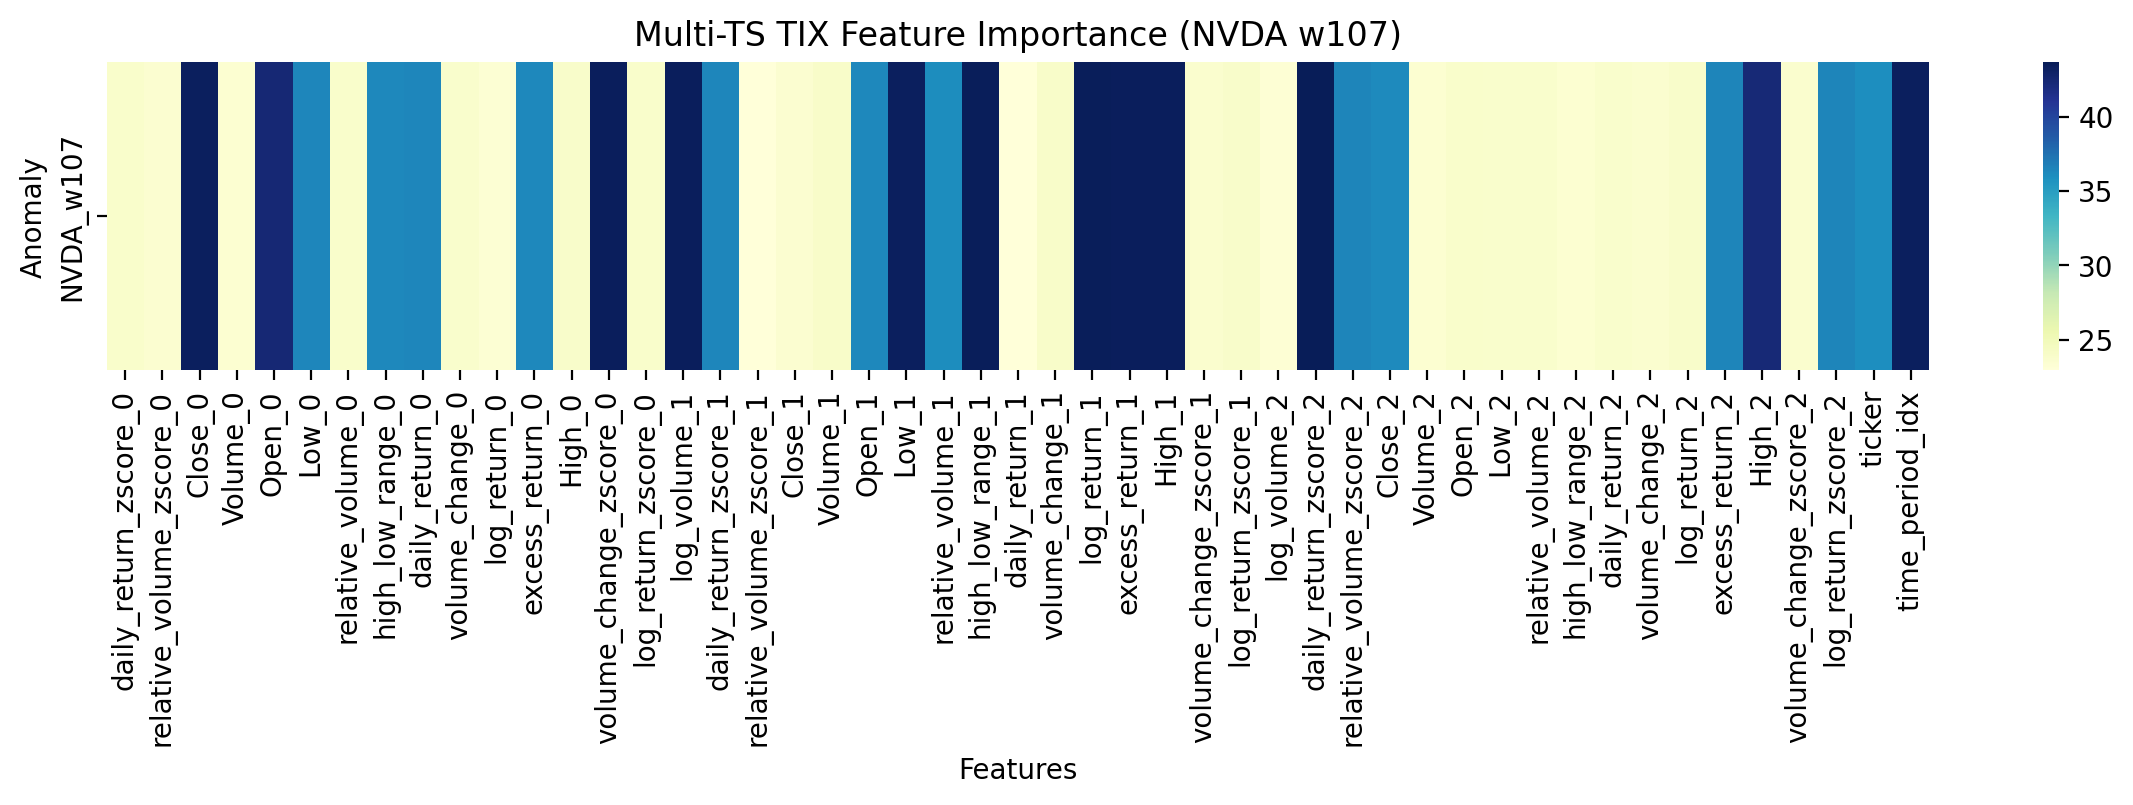 Multi-TS TIX Feature Importance (NVDA w107)
Anomaly
NVDA_w107
40
35
30
25
daily_return_zscore_0
relative_volume_zscore_0
Close_0
Volume_0
Open_0
Low_0
relative_volume_0
high_low_range_0
daily_return_0
volume_change_0
log_return_0
excess_return_0
High_0
volume_change_zscore_0
log_return_zscore_0
log_volume_1
daily_return_zscore_1
relative_volume_zscore_1
Close_1
Volume_1
Open_1
Low_1
relative_volume_1
high_low_range_1
daily_return_1
volume_change_1
log_return_1
excess_return_1
High_1
volume_change_zscore_1
log_return_zscore_1
log_volume_2
daily_return_zscore_2
relative_volume_zscore_2
Close_2
Volume_2
Open_2
Low_2
relative_volume_2
high_low_range_2
daily_return_2
volume_change_2
log_return_2
excess_return_2
High_2
volume_change_zscore_2
log_return_zscore_2
ticker
time_period_idx
Features